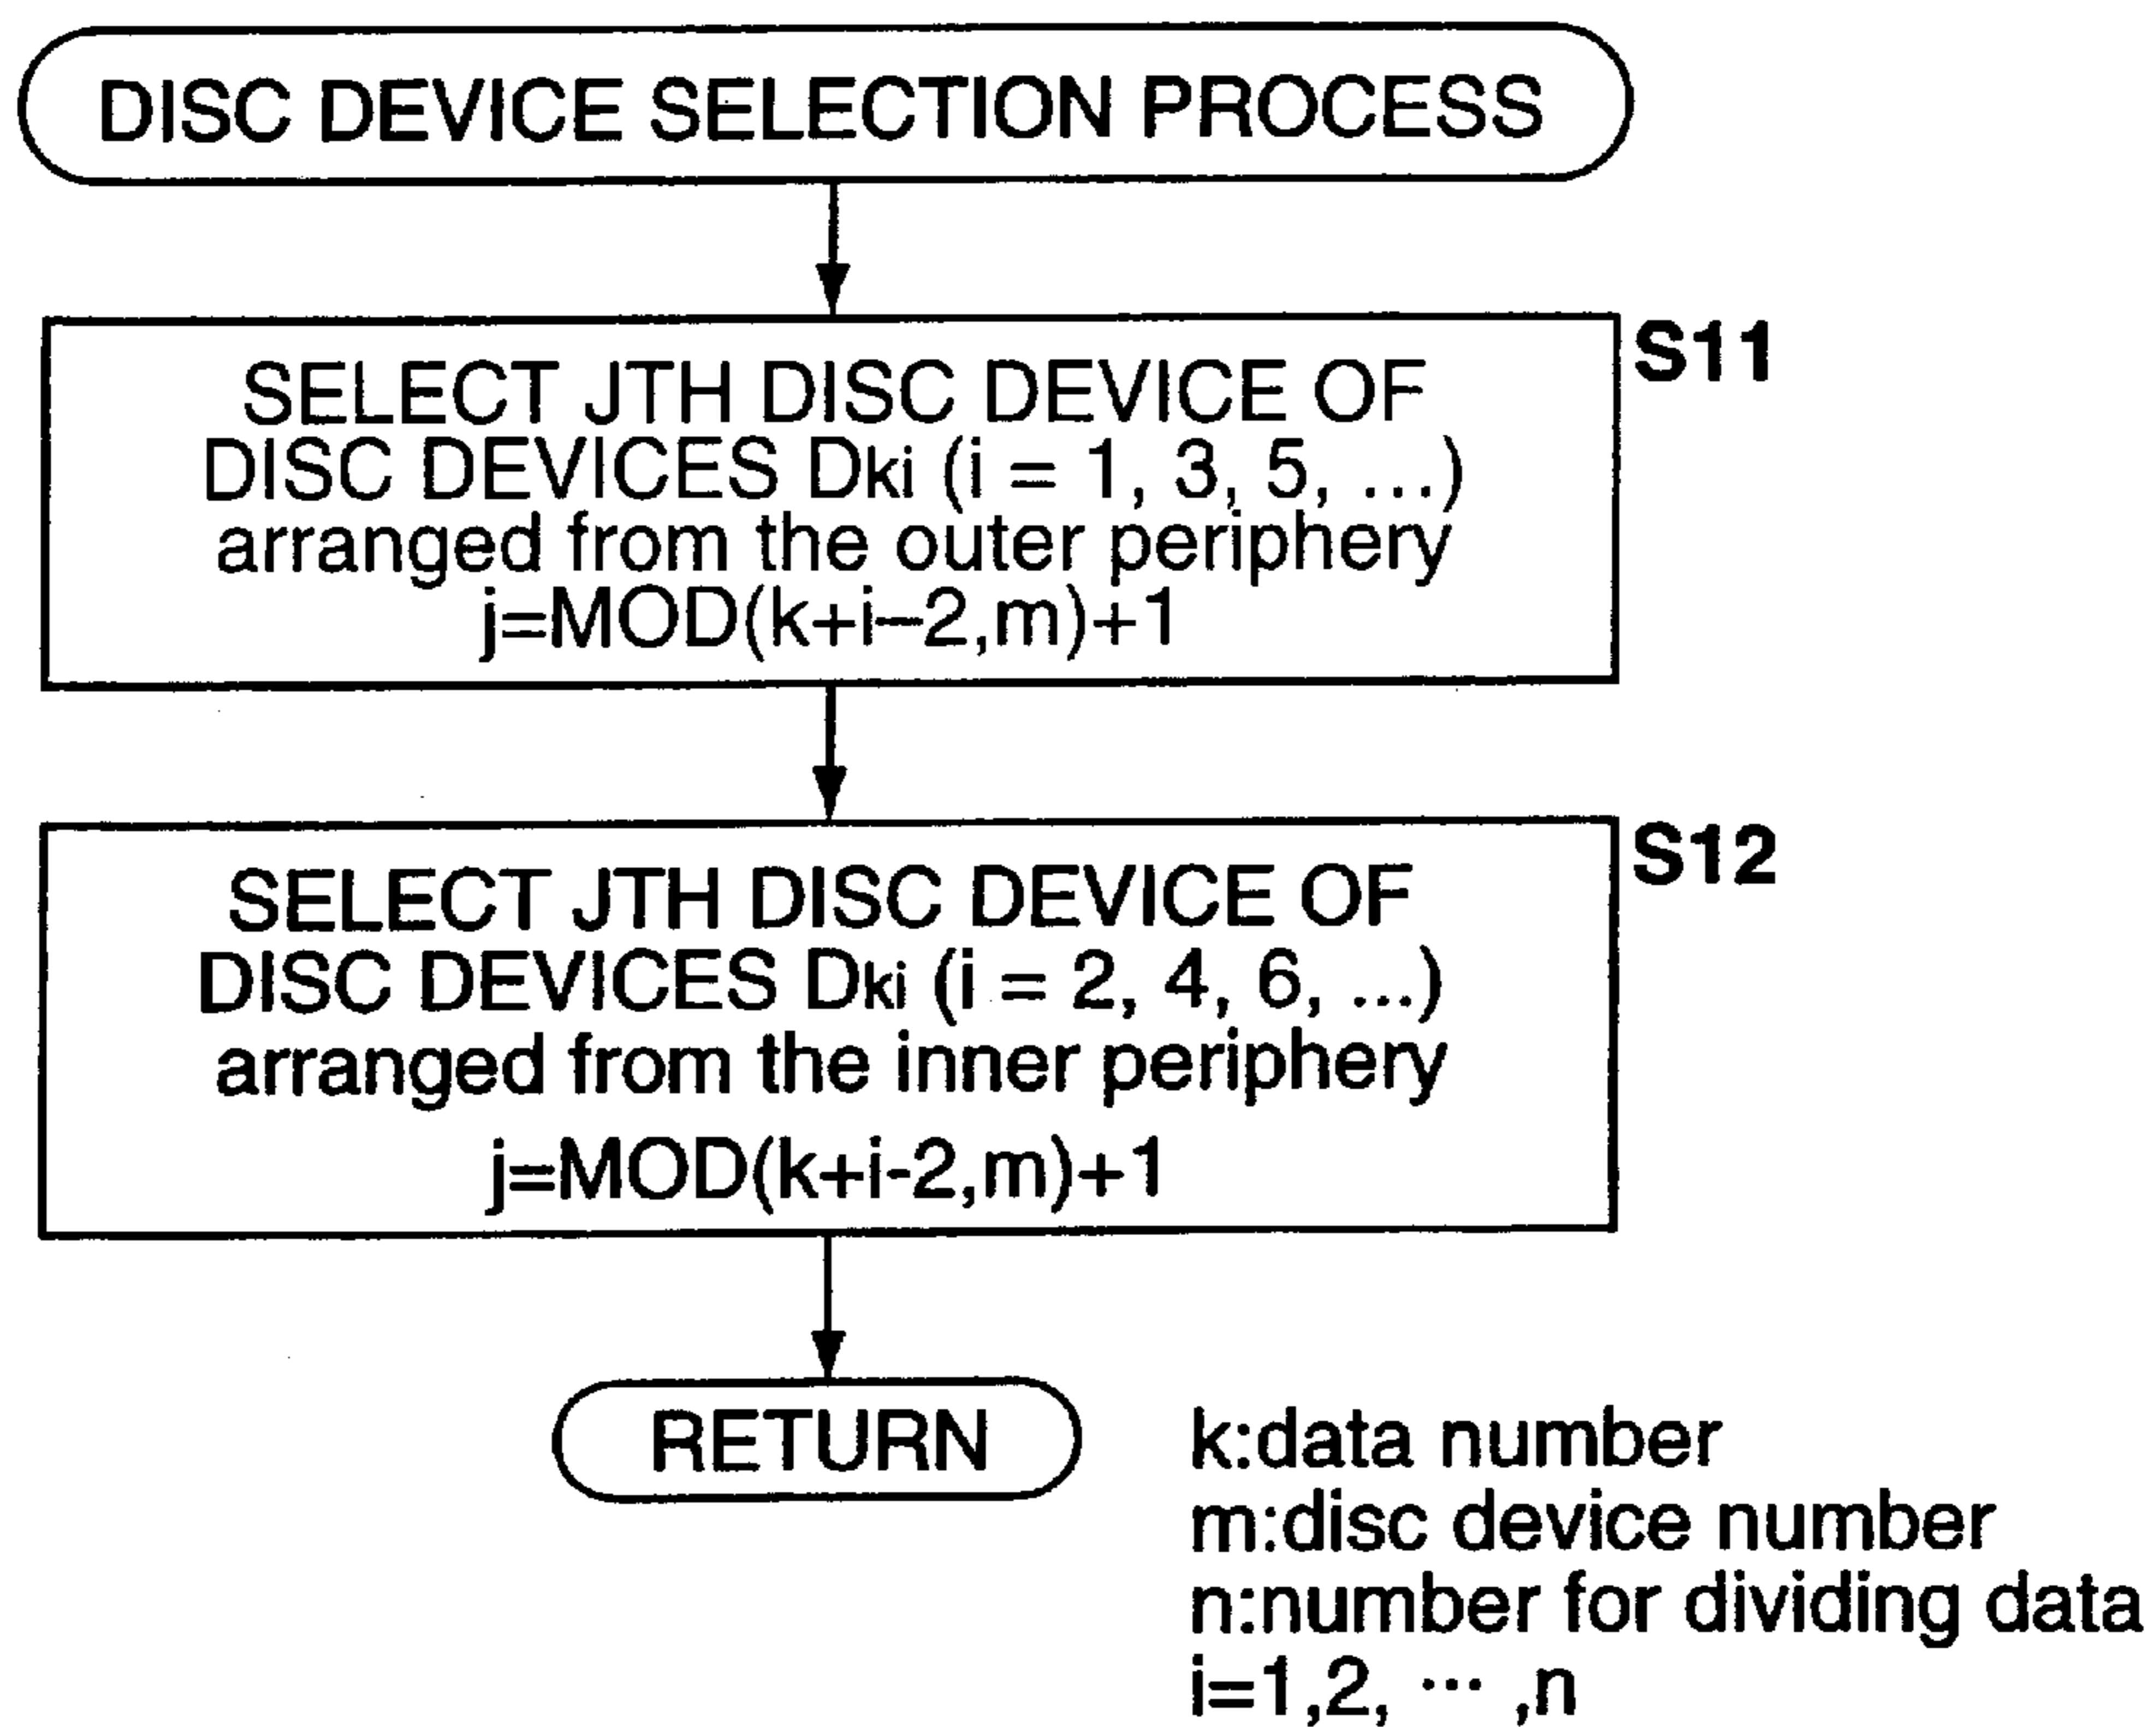 DISC DEVICE SELECTION PROCESS
S11
SELECT JTH DISC DEVICE OF
DISC DEVICES Dki (i = 1, 3, 5, ...)
arranged from the outer periphery
j=MOD(k+i–2,m)+1
S12
SELECT JTH DISC DEVICE OF
DISC DEVICES Dki (i = 2, 4, 6, ...)
arranged from the inner periphery
j=MOD(k+i-2,m)+1
RETURN
k:data number
m:disc device number
n:number for dividing data
i=1,2, ··· ,n